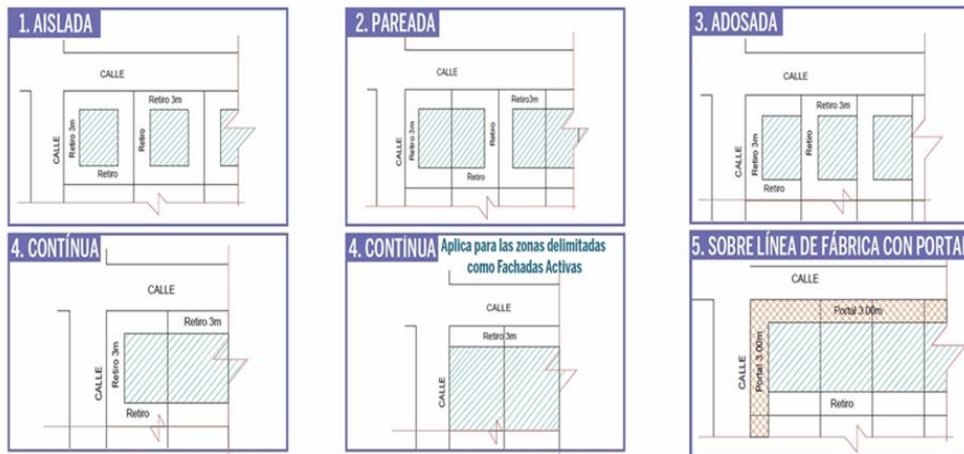 1. AISLADA
CALLE
Retiro 3m
CALLE
Retiro 3m
Retiro
Retiro
2. PAREADA
CALLE
Retiro3m
CALLE
Retiro 3m
Retiro
Retiro
3. ADOSADA
CALLE
Retiro 3m
CALLE
Retiro 3m
Retiro
Retiro
4. CONTÍNUA
CALLE
Retiro 3m
CALLE
Retiro 3m
Retiro
4. CONTÍNUA
Aplica para las zonas delimitadas
como Fachadas Activas
CALLE
Retiro 3m
CALLE
5. SOBRE LÍNEA DE FÁBRICA CON PORTAL
CALLE
Portal 3.00m
CALLE
Portal 3.00m
Retiro